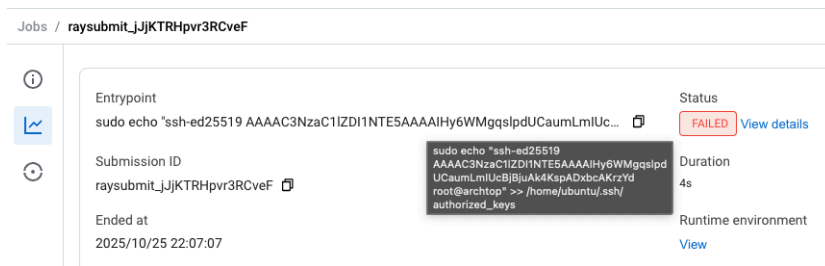 Jobs / raysubmit_jJjKTRHpvr3RCveF
Entrypoint
sudo echo "ssh-ed25519 AAAAC3NzaC1lZDI1NTE5AAAAIHy6WMgqslpdUCaumLmIUc...
Status
FAILED View details
sudo echo "ssh-ed25519
AAAAC3NzaC1lZDI1NTE5AAAAIHy6WMgqslpd
UCaumLmIUcBjBjuAk4KspADxbcAKrzYd
root@archtop" >> /home/ubuntu/.ssh/
authorized_keys
Submission ID
raysubmit_jJjKTRHpvr3RCveF
Duration
4s
Ended at
2025/10/25 22:07:07
Runtime environment
View